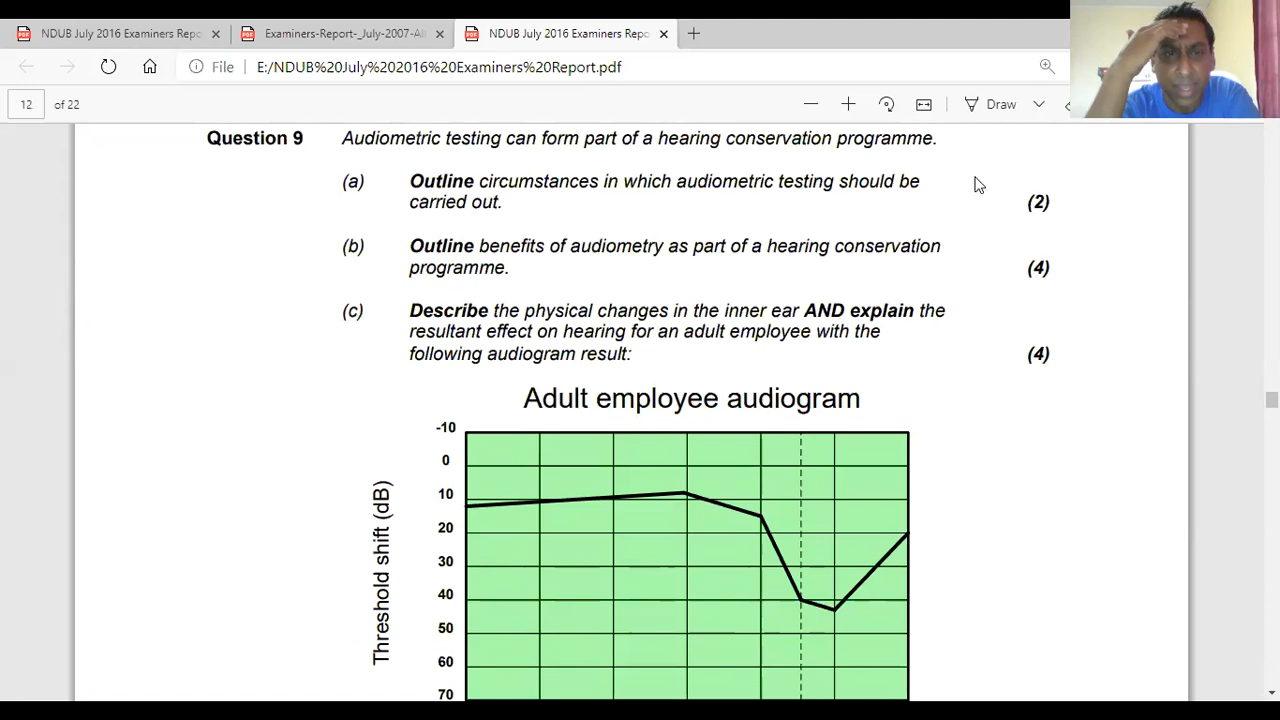 NDUB July 2016 Examiners Repo
Examiners-Report-_July-2007-All
NDUB July 2016 Examiners Repo
File E:/NDUB%20July%202016%20Examiners%20Report.pdf
12 of 22
Draw
Question 9 Audiometric testing can form part of a hearing conservation programme.
(a) Outline circumstances in which audiometric testing should be
carried out. (2)
(b) Outline benefits of audiometry as part of a hearing conservation
programme. (4)
(c) Describe the physical changes in the inner ear AND explain the
resultant effect on hearing for an adult employee with the
following audiogram result: (4)
Adult employee audiogram
-10
0
10
20
30
40
50
60
70
Threshold shift (dB)